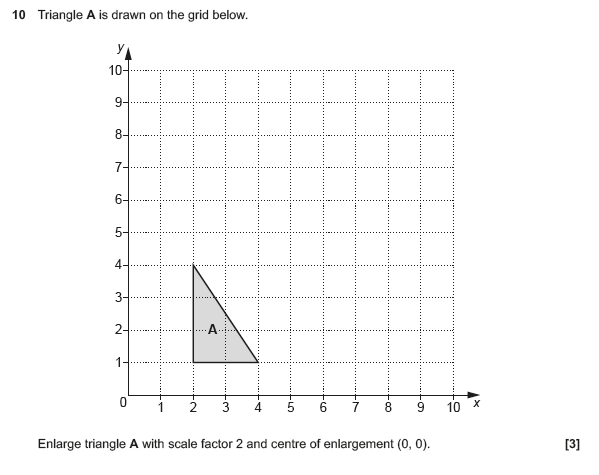 10 Triangle A is drawn on the grid below.
y
10
9
8
7
6
5
4
3
2
1
A
0
1 2 3 4 5 6 7 8 9 10 x
Enlarge triangle A with scale factor 2 and centre of enlargement (0, 0). [3]